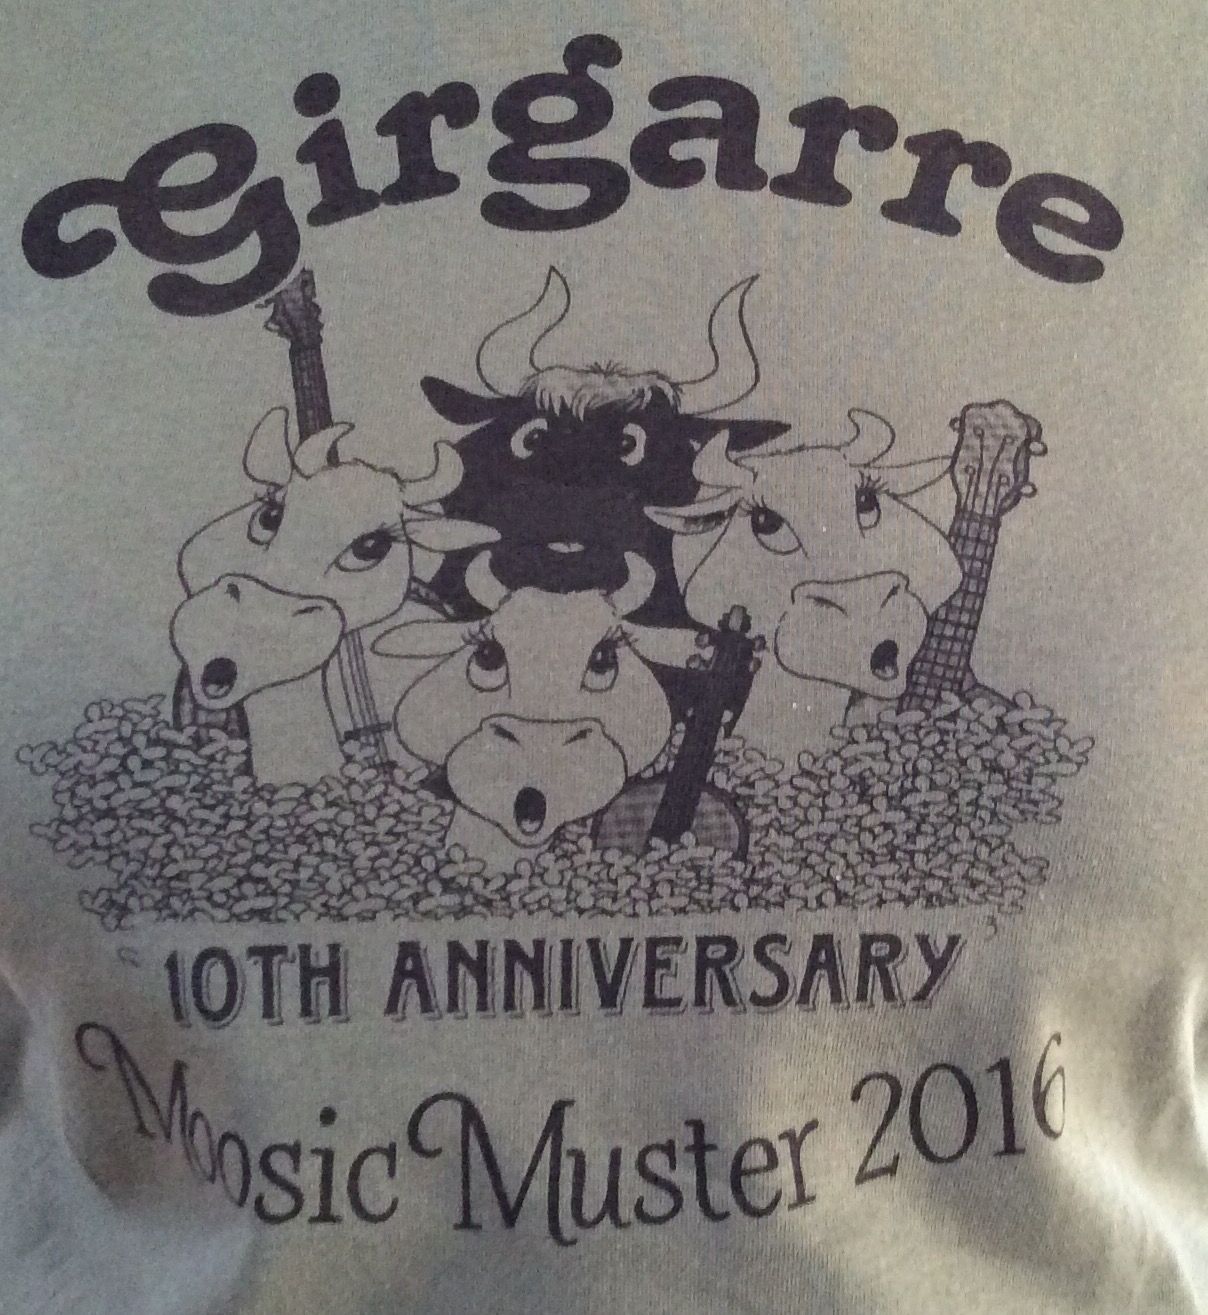 Girgarre
10TH ANNIVERSARY
Moosic Muster 2016